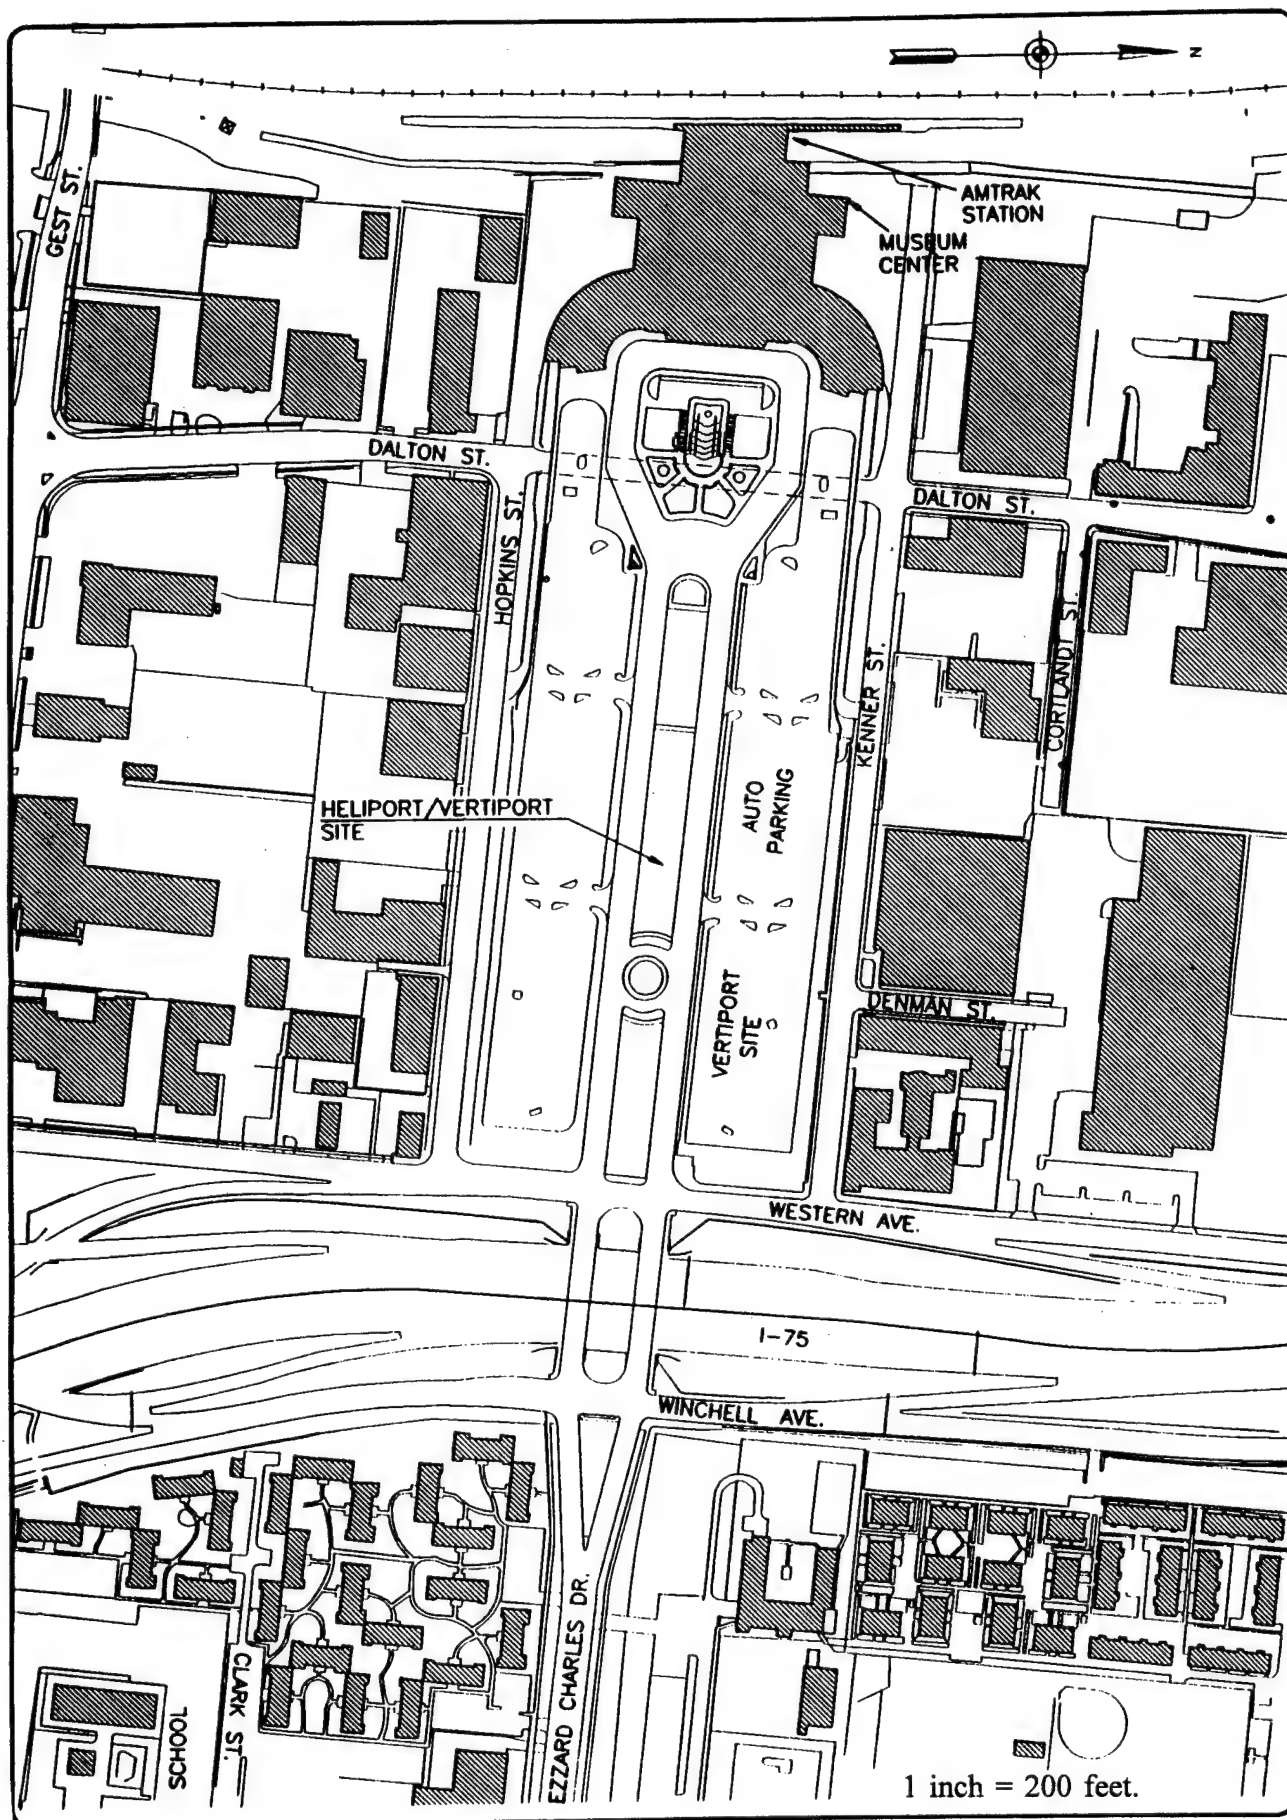 N
AMTRAK
STATION
MUSEUM
CENTER
GEST ST.
DALTON ST.
DALTON ST.
HOPKINS ST.
KENNER ST.
CORTLANDT ST.
HELIPORT/VERTIPORT
SITE
AUTO
PARKING
VERTIPORT
SITE
DENMAN ST.
WESTERN AVE.
I-75
WINCHELL AVE.
EZZARD CHARLES DR.
CLARK ST.
SCHOOL
1 inch = 200 feet.